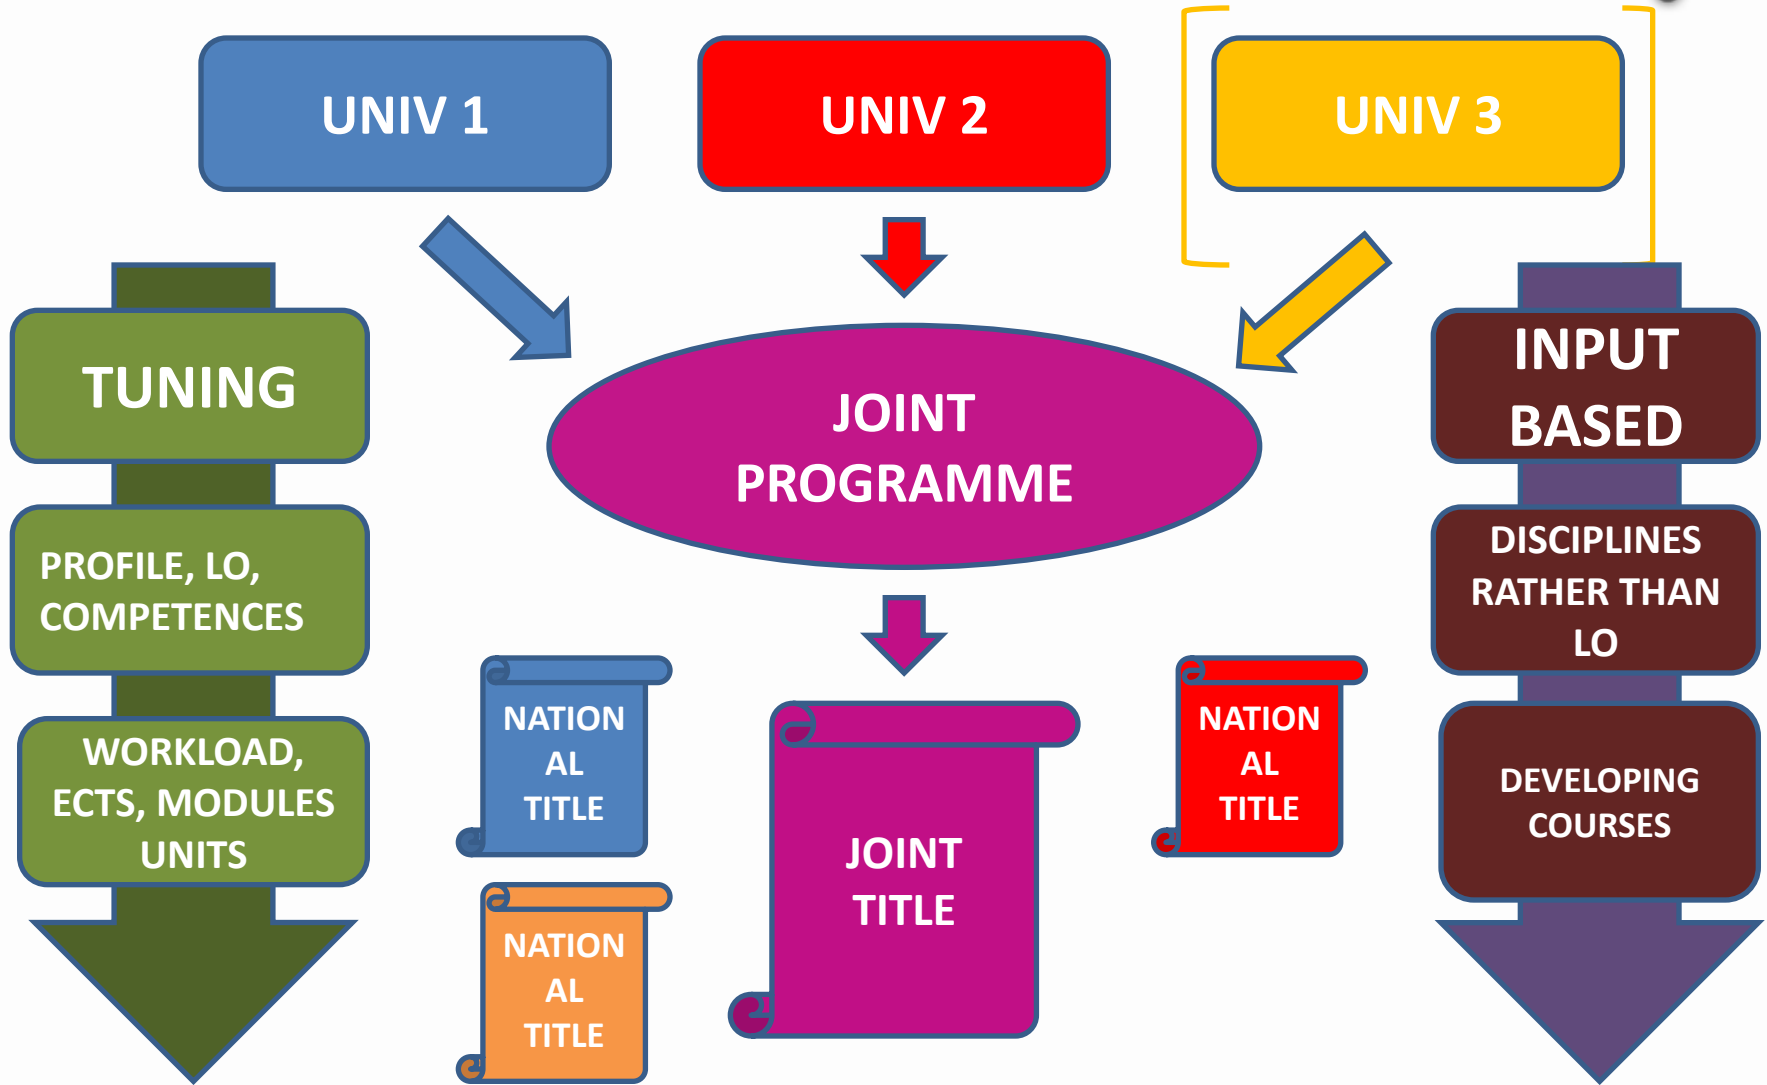 UNIV 1
UNIV 2
UNIV 3
TUNING
PROFILE, LO,
COMPETENCES
WORKLOAD,
ECTS, MODULES
UNITS
JOINT
PROGRAMME
NATION
AL
TITLE
NATION
AL
TITLE
JOINT
TITLE
NATION
AL
TITLE
INPUT
BASED
DISCIPLINES
RATHER THAN
LO
DEVELOPING
COURSES